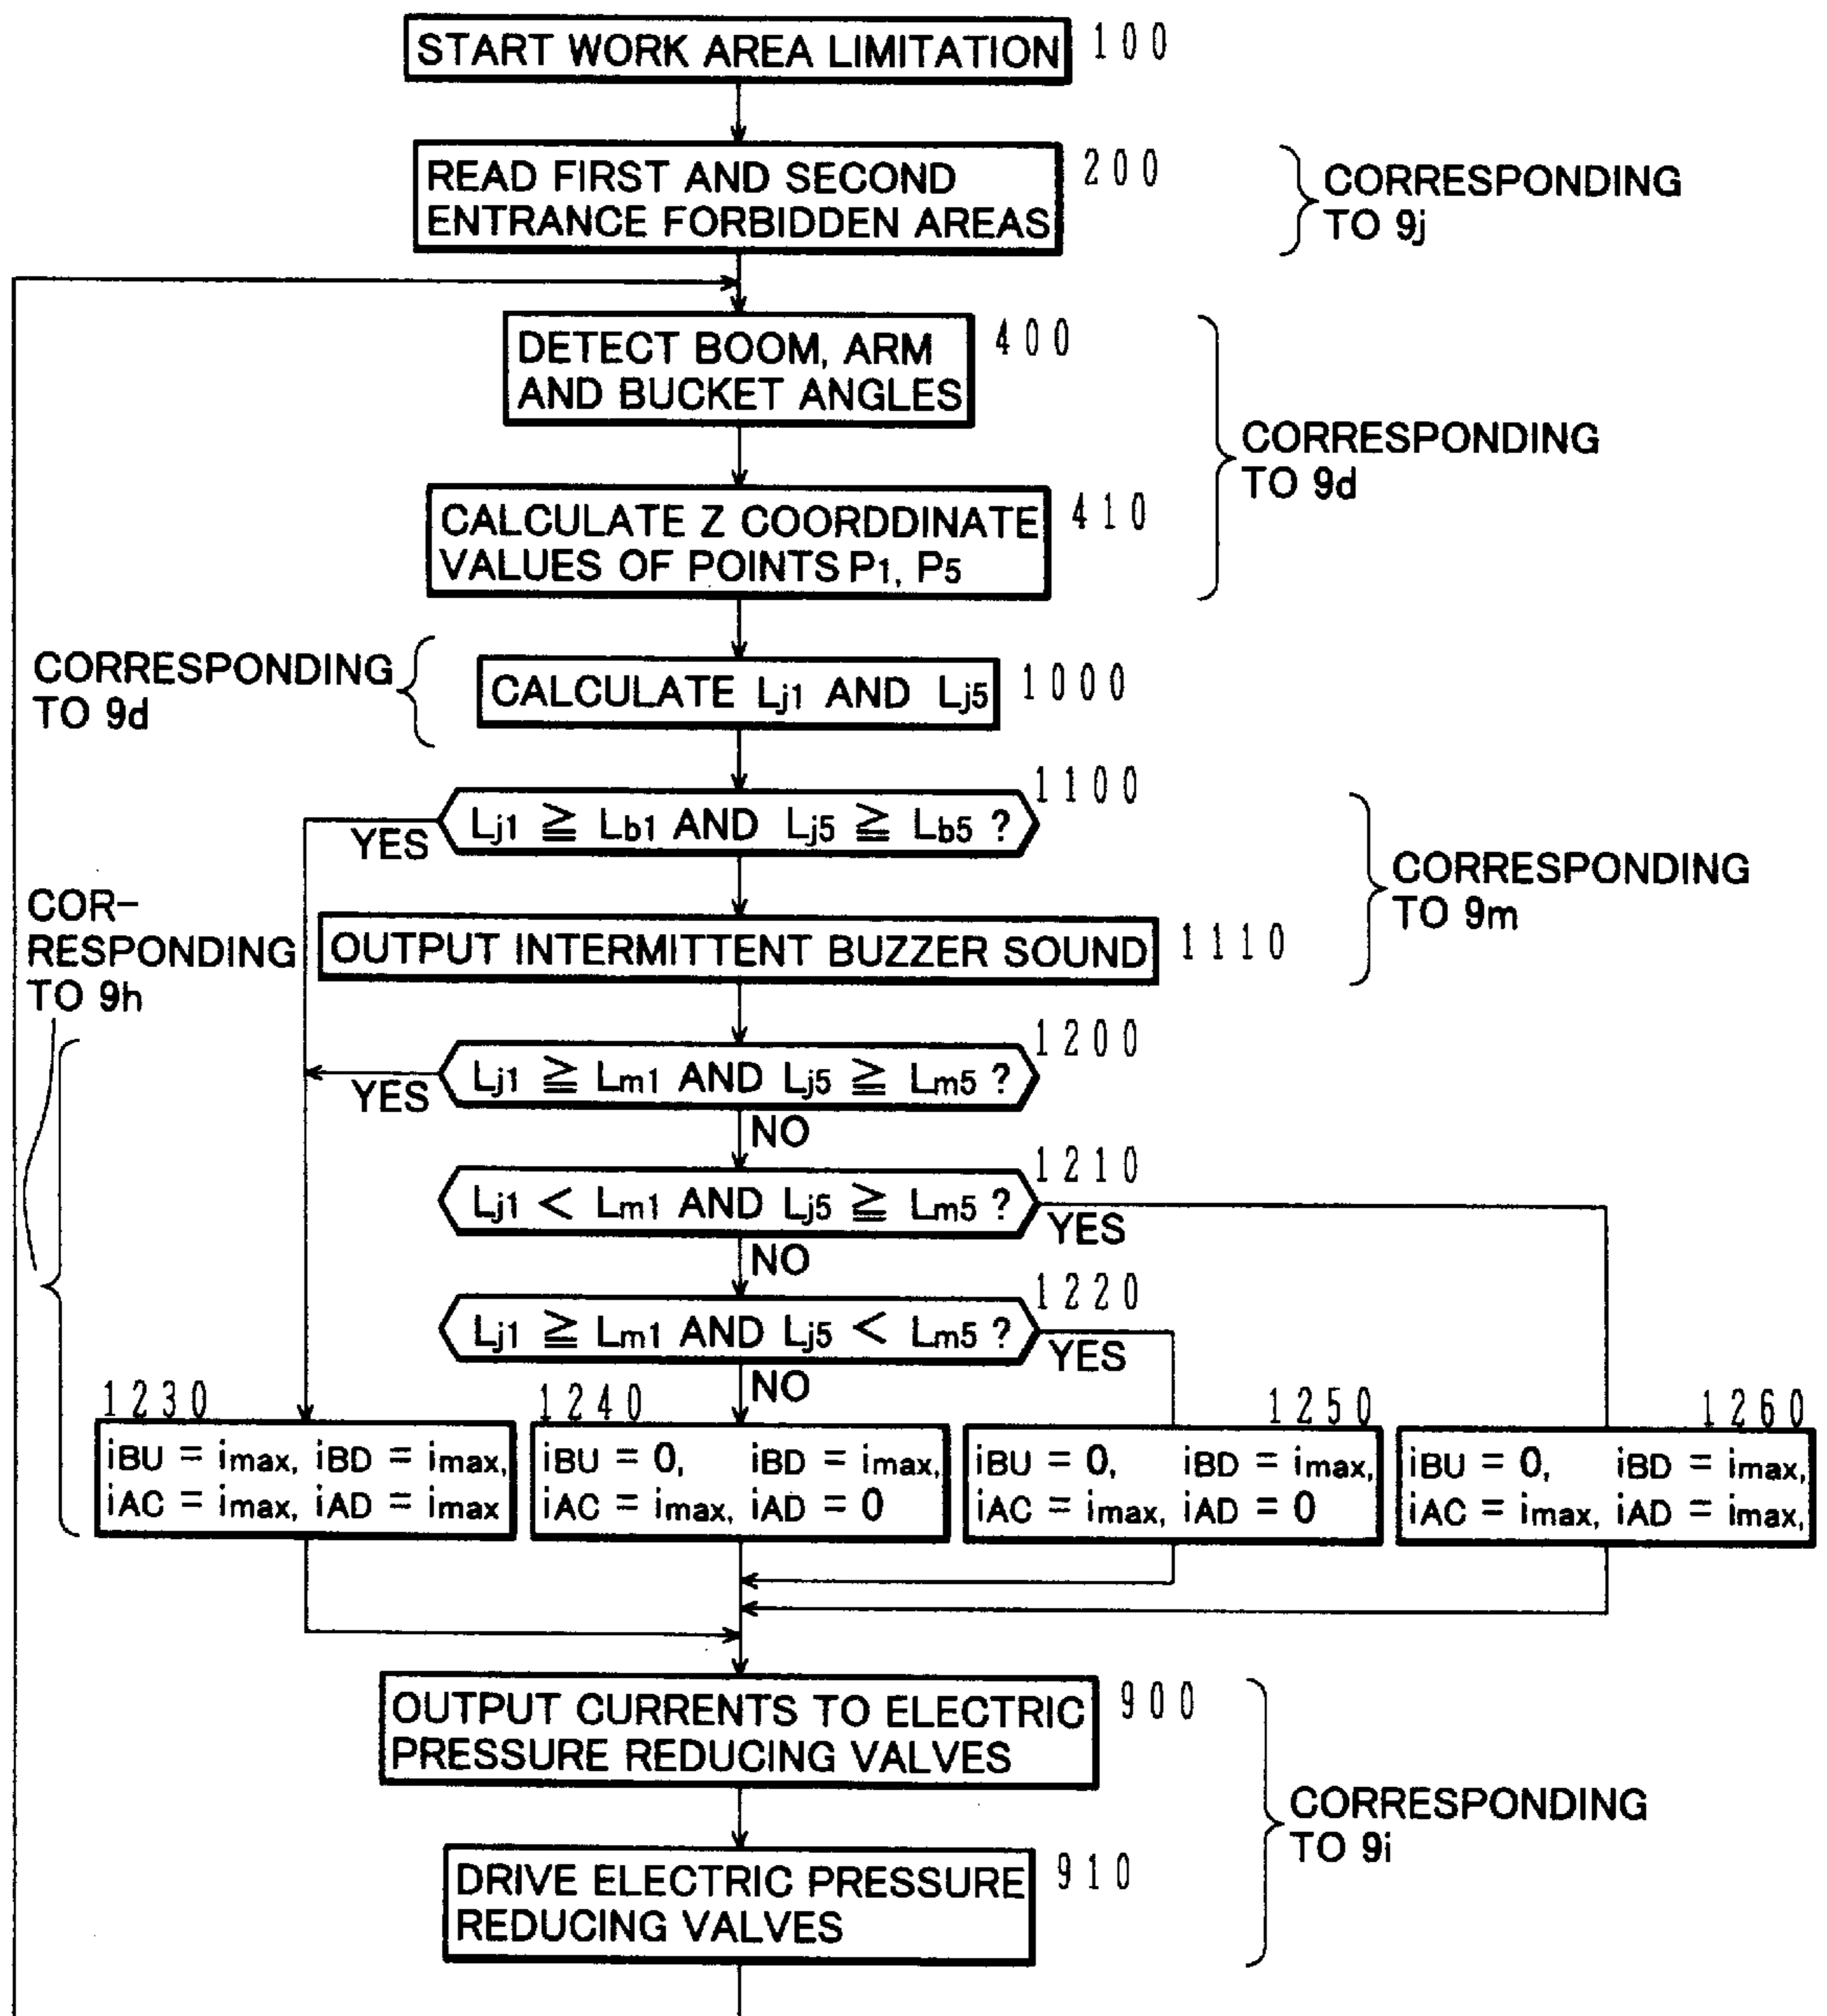 START WORK AREA LIMITATION 100
READ FIRST AND SECOND 200
ENTRANCE FORBIDDEN AREAS
CORRESPONDING
TO 9j
DETECT BOOM, ARM 400
AND BUCKET ANGLES
CORRESPONDING
TO 9d
CALCULATE Z COORDDINATE 410
VALUES OF POINTS P1, P5
CORRESPONDING
TO 9d
CALCULATE Lj1 AND Lj5 1000
1100
Lj1 ≧ Lb1 AND Lj5 ≧ Lb5 ?
YES
CORRESPONDING
TO 9m
COR-
RESPONDING
TO 9h
OUTPUT INTERMITTENT BUZZER SOUND 1110
1200
Lj1 ≧ Lm1 AND Lj5 ≧ Lm5 ?
YES
NO
1210
Lj1 < Lm1 AND Lj5 ≧ Lm5 ?
YES
NO
1220
Lj1 ≧ Lm1 AND Lj5 < Lm5 ?
YES
NO
1230
iBU = imax, iBD = imax,
iAC = imax, iAD = imax
1240
iBU = 0, iBD = imax,
iAC = imax, iAD = 0
1250
iBU = 0, iBD = imax,
iAC = imax, iAD = 0
1260
iBU = 0, iBD = imax,
iAC = imax, iAD = imax,
OUTPUT CURRENTS TO ELECTRIC 900
PRESSURE REDUCING VALVES
CORRESPONDING
TO 9i
DRIVE ELECTRIC PRESSURE 910
REDUCING VALVES